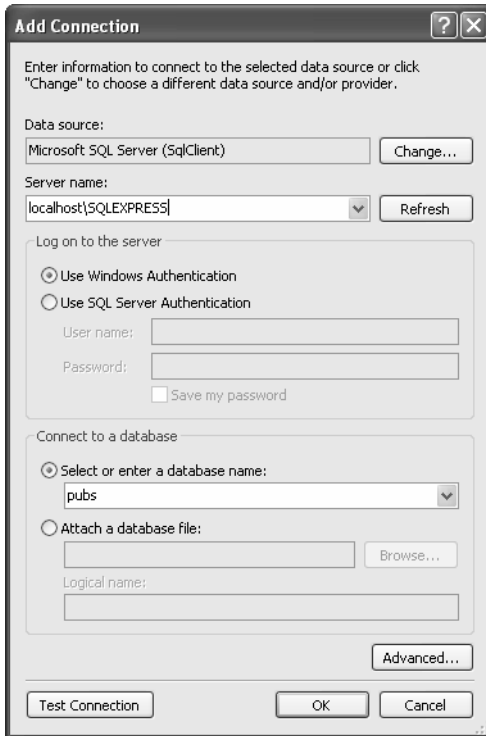 Add Connection
Enter information to connect to the selected data source or click
"Change" to choose a different data source and/or provider.
Data source:
Microsoft SQL Server (SqlClient)
Change...
Server name:
localhost\SQLEXPRESS
Refresh
Log on to the server
Use Windows Authentication
Use SQL Server Authentication
User name:
Password:
Save my password
Connect to a database
Select or enter a database name:
pubs
Attach a database file:
Browse...
Logical name:
Advanced...
Test Connection
OK
Cancel